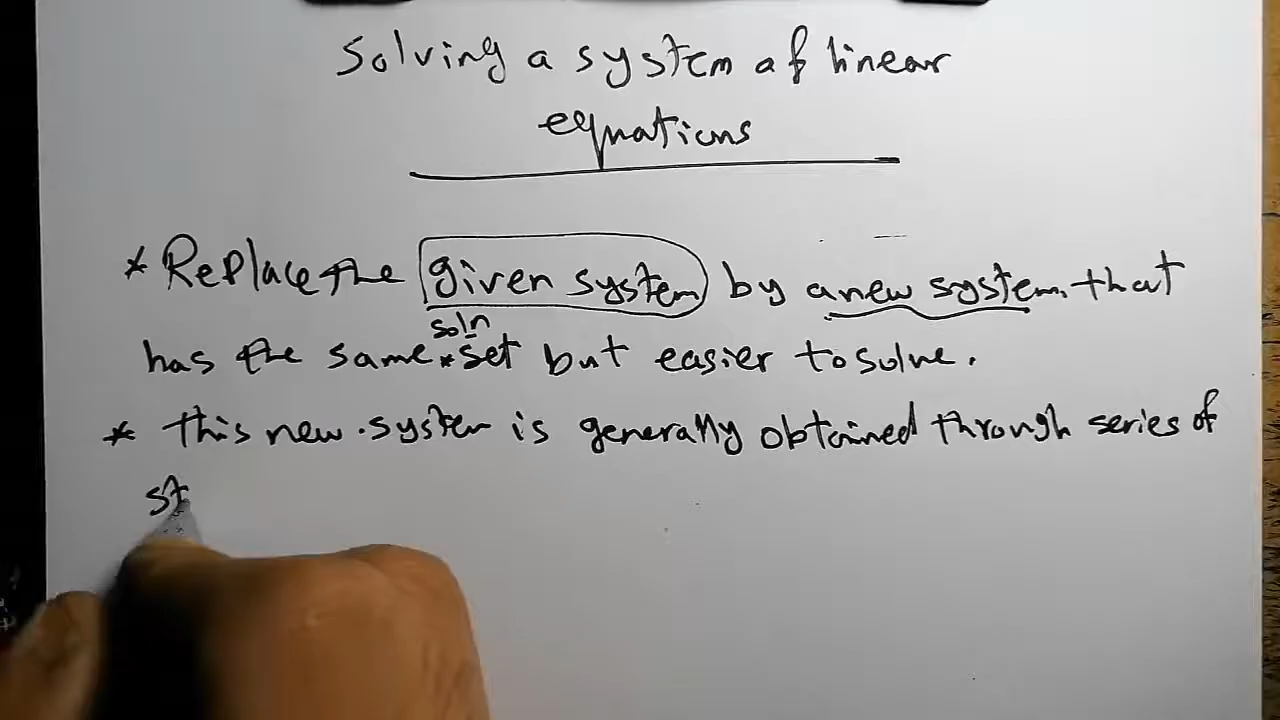 Solving a system of linear
equations
* Replace the given system by a new system that
soln
has the same * set but easier to solve.
* this new system is generally obtained through series of
st